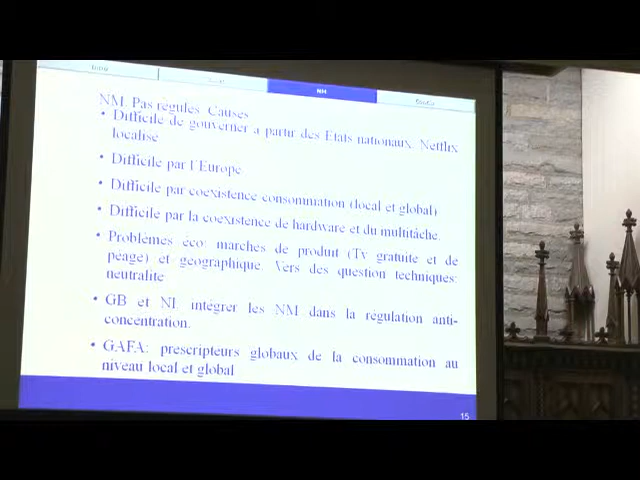 NM
NM. Pas régulés Causes
• Difficile de gouverner à partir des Etats nationaux. Netflix
localise
• Difficile par l'Europe
• Difficile par coexistence consommation (local et global)
• Difficile par la coexistence de hardware et du multitâche.
• Problèmes éco: marches de produit (Tv gratuite et de
péage) et géographique. Vers des question techniques:
neutralité
• GB et NL intégrer les NM dans la régulation anti-
concentration.
• GAFA: prescripteurs globaux de la consommation au
niveau local et global
15